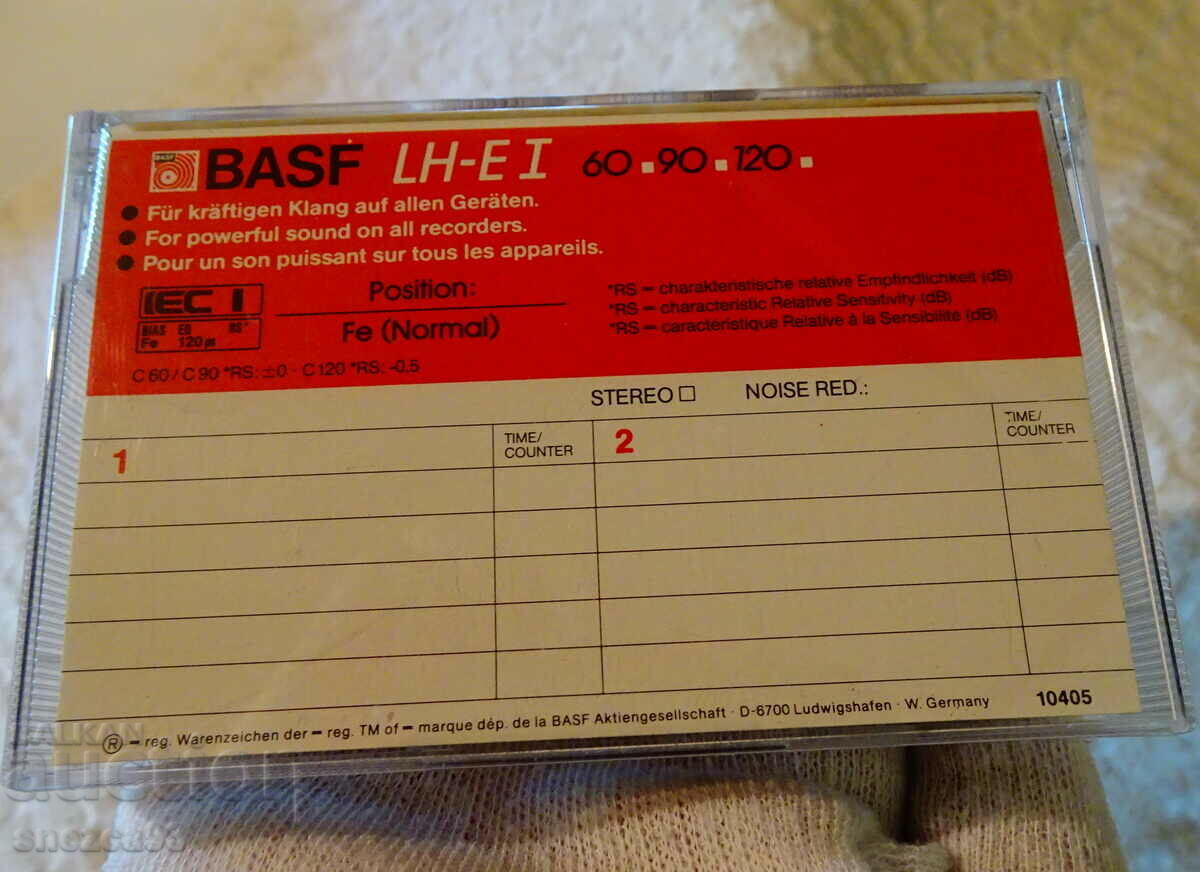 BASF BASF LH-E I 60 ▪ 90 ▪ 120 ▪
● Für kräftigen Klang auf allen Geräten.
● For powerful sound on all recorders.
● Pour un son puissant sur tous les appareils.
IEC I
BIAS EQ RS*
Fe 120 µs
Position:
Fe (Normal)
*RS = charakteristische relative Empfindlichkeit (dB)
*RS = characteristic Relative Sensitivity (dB)
*RS = caractéristique Relative à la Sensibilité (dB)
C 60 / C 90 *RS: ±0 · C 120 *RS: -0,5
STEREO □ NOISE RED.:
1 TIME/
COUNTER
2 TIME/
COUNTER
® = reg. Warenzeichen der = reg. TM of = marque dép. de la BASF Aktiengesellschaft · D-6700 Ludwigshafen · W. Germany 10405
BALKAN
auction
snezca93